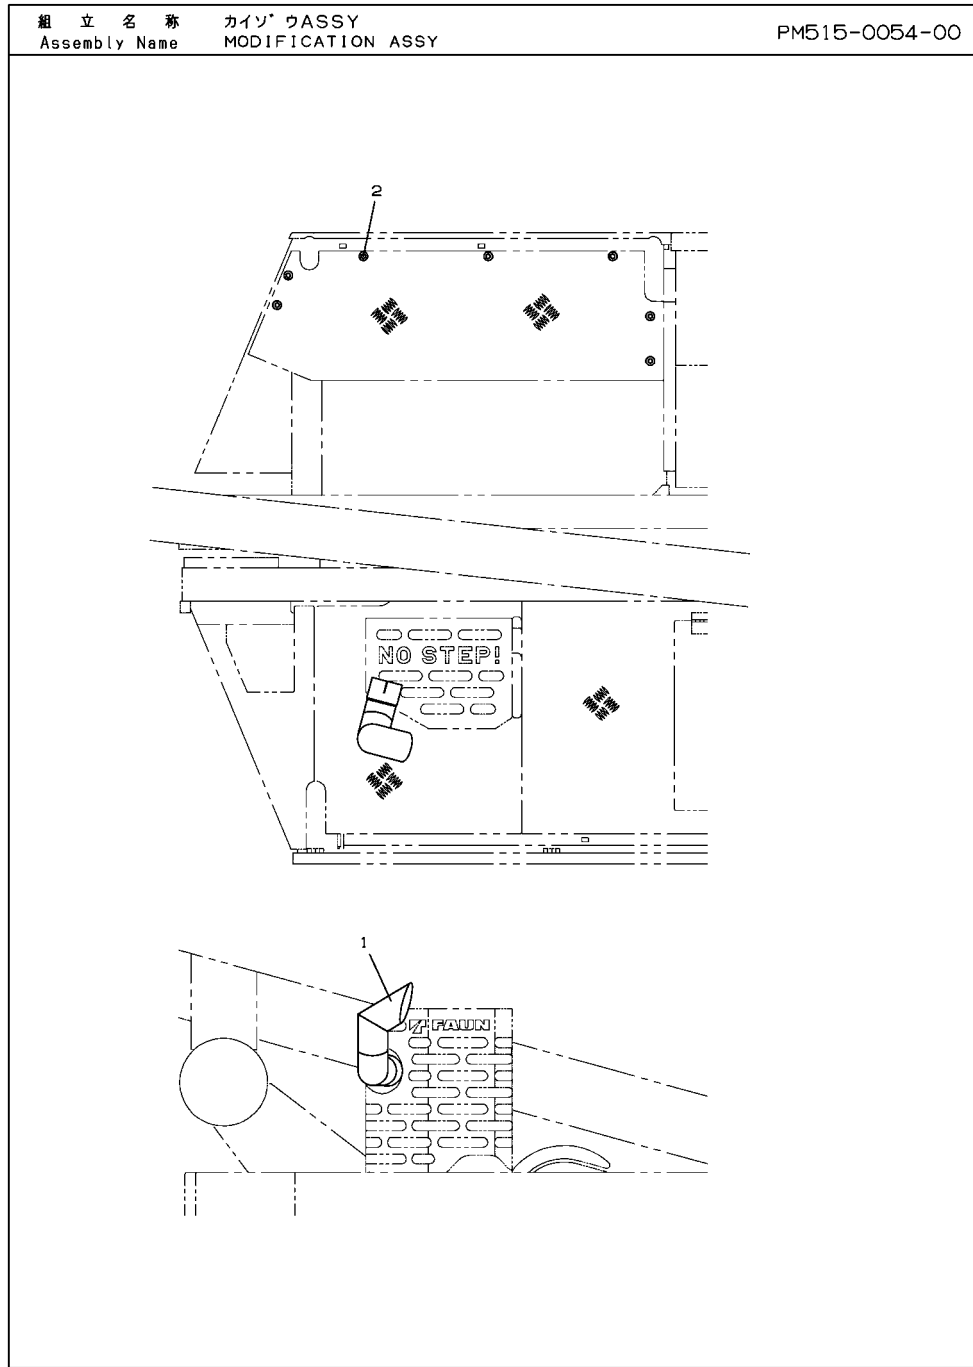 組 立 名 称 カイゾウASSY PM515-0054-00
Assembly Name MODIFICATION ASSY
2
NO STEP!
1
FAUN